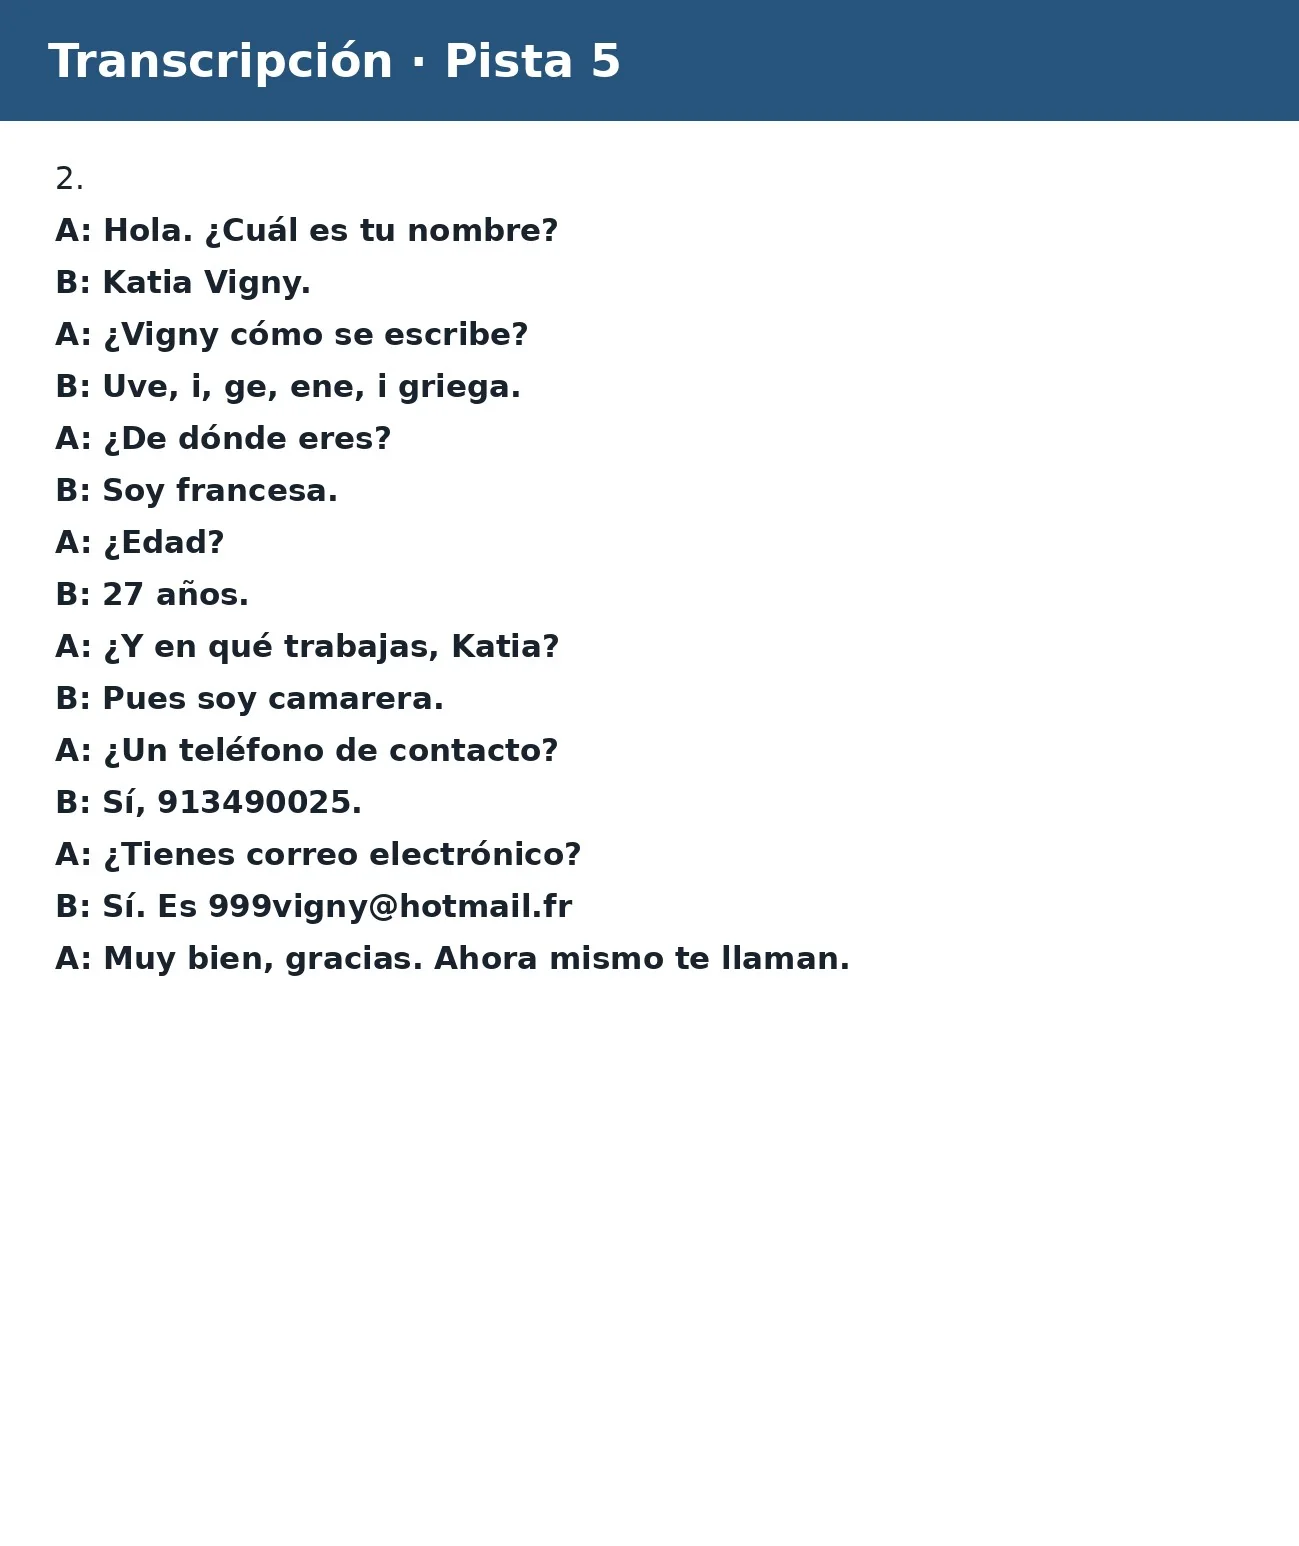 Transcripción · Pista 5
2.
A: Hola. ¿Cuál es tu nombre?
B: Katia Vigny.
A: ¿Vigny cómo se escribe?
B: Uve, i, ge, ene, i griega.
A: ¿De dónde eres?
B: Soy francesa.
A: ¿Edad?
B: 27 años.
A: ¿Y en qué trabajas, Katia?
B: Pues soy camarera.
A: ¿Un teléfono de contacto?
B: Sí, 913490025.
A: ¿Tienes correo electrónico?
B: Sí. Es 999vigny@hotmail.fr
A: Muy bien, gracias. Ahora mismo te llaman.